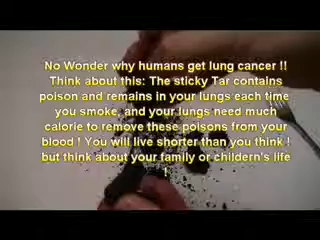 No Wonder why humans get lung cancer !!
Think about this: The sticky Tar contains
poison and remains in your lungs each time
you smoke, and your lungs need much
calorie to remove these poisons from your
blood ! You will live shorter than you think !
but think about your family or childern's life
!